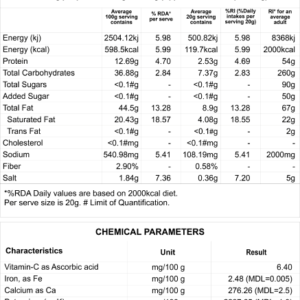 Average 100g serving contains % RDA* per serve Average 20g serving contains %RI (%Daily intakes per serving 20g) RI* for an average adult
Energy (kj) 2504.12kj 5.98 500.82kj 5.98 8368kj
Energy (kcal) 598.5kcal 5.99 119.7kcal 5.99 2000kcal
Protein 12.69g 4.70 2.53g 4.69 54g
Total Carbohydrates 36.88g 2.84 7.37g 2.83 260g
Total Sugars <0.1#g - <0.1#g - 90g
Added Sugar <0.1#g - <0.1#g - 50g
Total Fat 44.5g 13.28 8.9g 13.28 67g
Saturated Fat 20.43g 18.57 4.08g 18.55 22g
Trans Fat <0.1#g - <0.1#g - 2g
Cholesterol <0.1#mg - <0.1#mg - -
Sodium 540.98mg 5.41 108.19mg 5.41 2000mg
Fiber 2.90% - 0.58% - -
Salt 1.84g 7.36 0.36g 7.20 5g
*%RDA Daily values are based on 2000kcal diet.
Per serve size is 20g. # Limit of Quantification.
CHEMICAL PARAMETERS
Characteristics Unit Result
Vitamin-C as Ascorbic acid mg/100 g 6.40
Iron, as Fe mg/100 g 2.48 (MDL=0.005)
Calcium as Ca mg/100 g 276.26 (MDL=2.5)